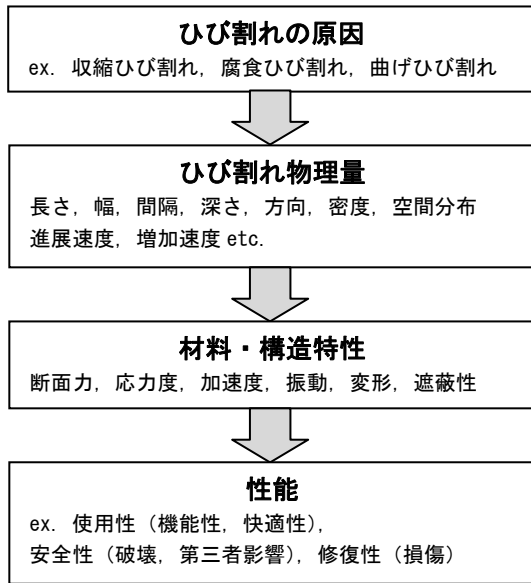 ひび割れの原因
ex. 収縮ひび割れ, 腐食ひび割れ, 曲げひび割れ
ひび割れ物理量
長さ, 幅, 間隔, 深さ, 方向, 密度, 空間分布
進展速度, 増加速度 etc.
材料・構造特性
断面力, 応力度, 加速度, 振動, 変形, 遮蔽性
性能
ex. 使用性（機能性, 快適性）,
安全性（破壊, 第三者影響）, 修復性（損傷）